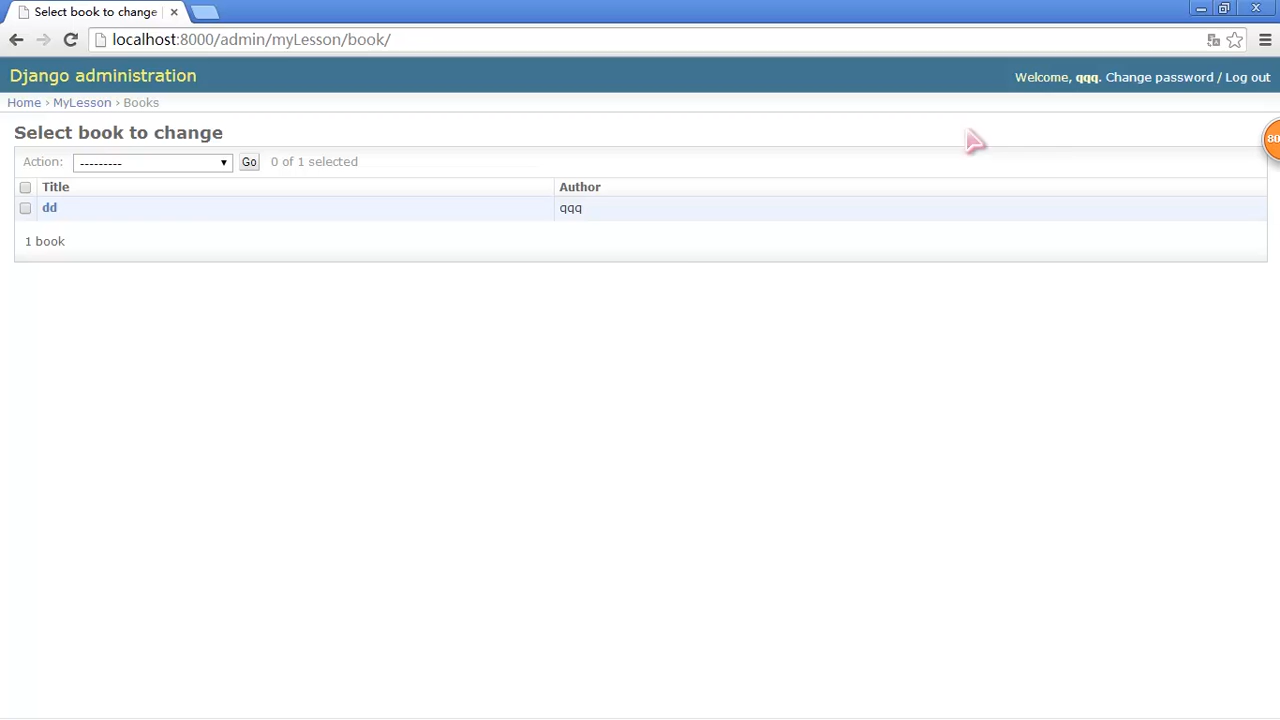 Select book to change
localhost:8000/admin/myLesson/book/
Django administration
Welcome, qqq. Change password / Log out
Home › MyLesson › Books
Select book to change
Action: --------- Go 0 of 1 selected
Title Author
dd qqq
1 book
80